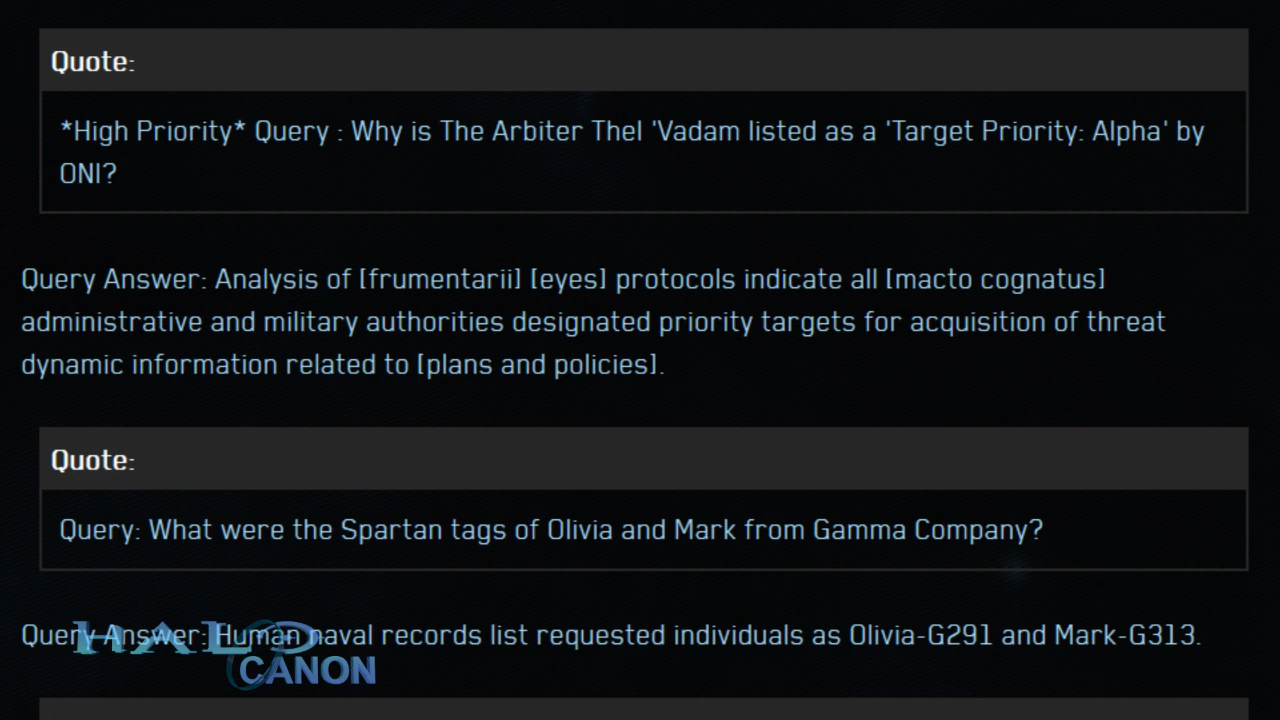 Quote:
*High Priority* Query : Why is The Arbiter Thel 'Vadam listed as a 'Target Priority: Alpha' by
ONI?
Query Answer: Analysis of [frumentarii] [eyes] protocols indicate all [macto cognatus]
administrative and military authorities designated priority targets for acquisition of threat
dynamic information related to [plans and policies].
Quote:
Query: What were the Spartan tags of Olivia and Mark from Gamma Company?
Query Answer: Human naval records list requested individuals as Olivia-G291 and Mark-G313.
HALO
CANON